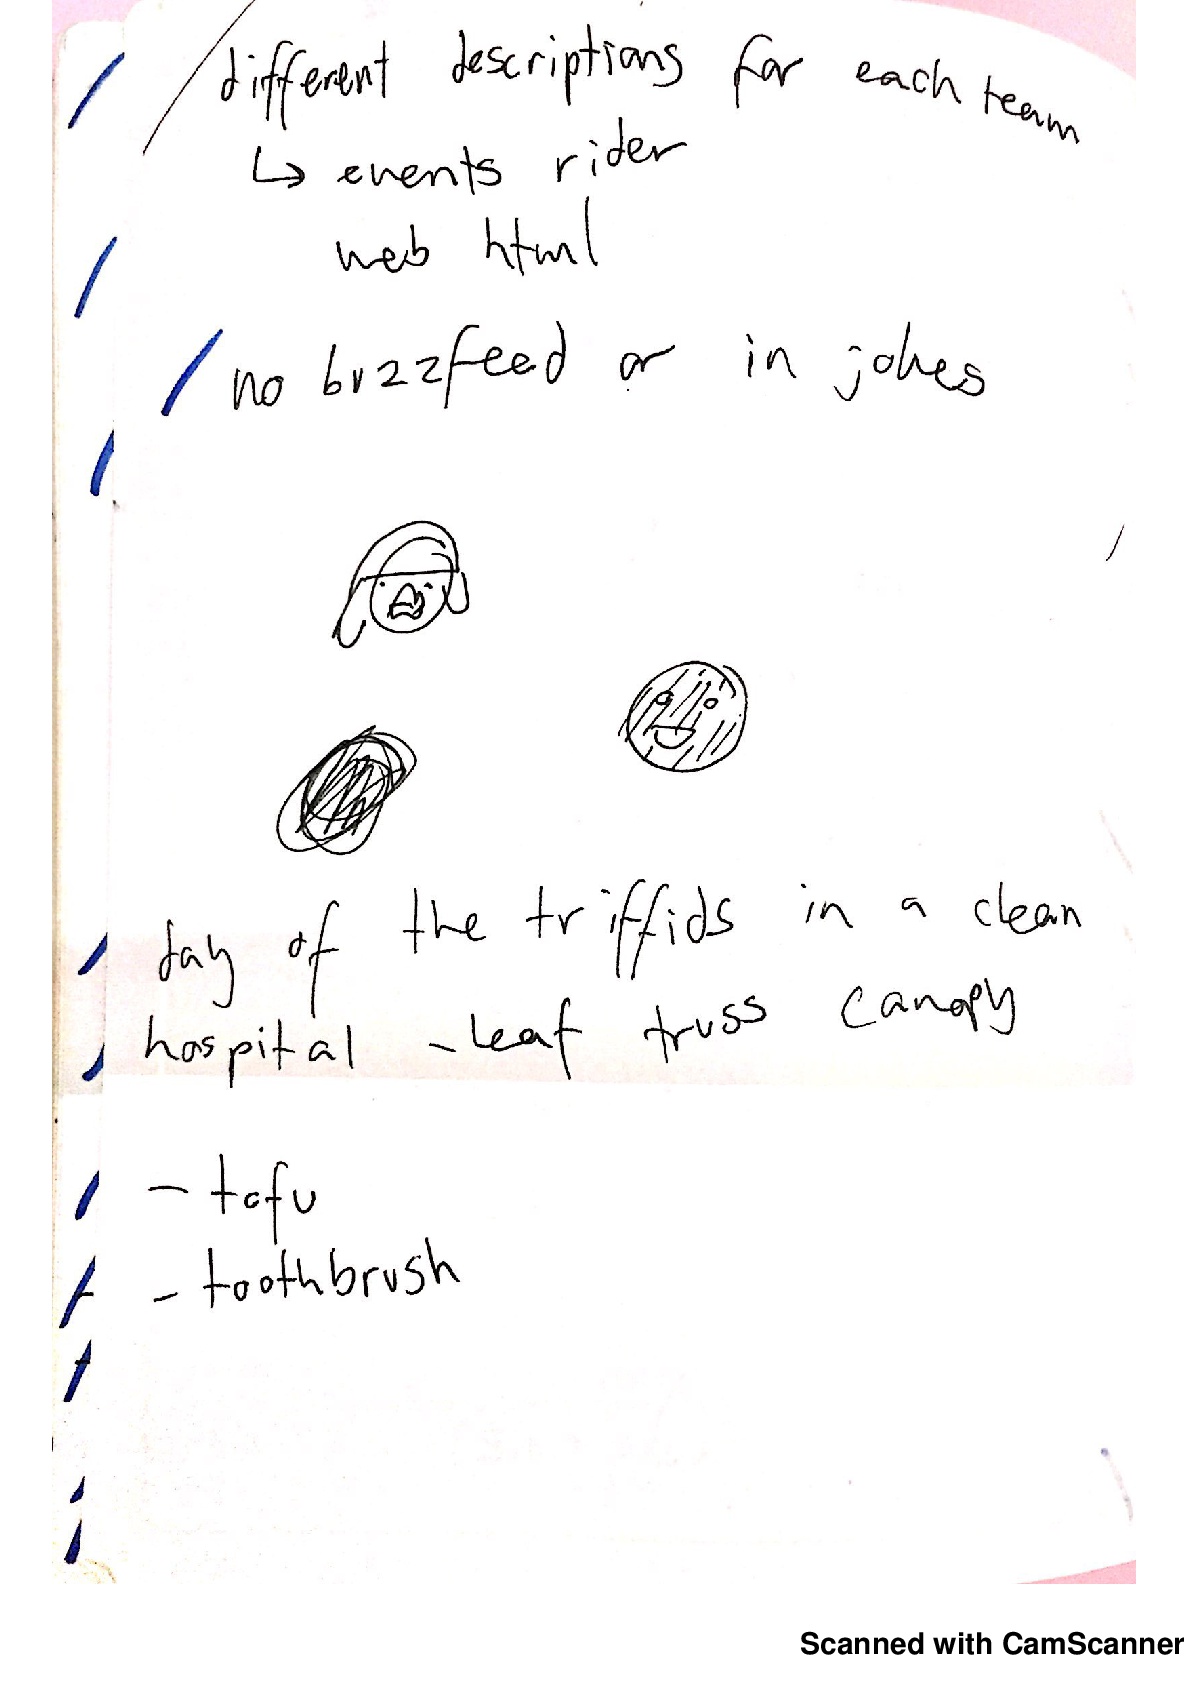 different descriptions for each team
↳ events rider
web html
/ no buzzfeed or in jokes
day of the triffids in a clean
hospital - leaf truss canopy
- tofu
- toothbrush
Scanned with CamScanner